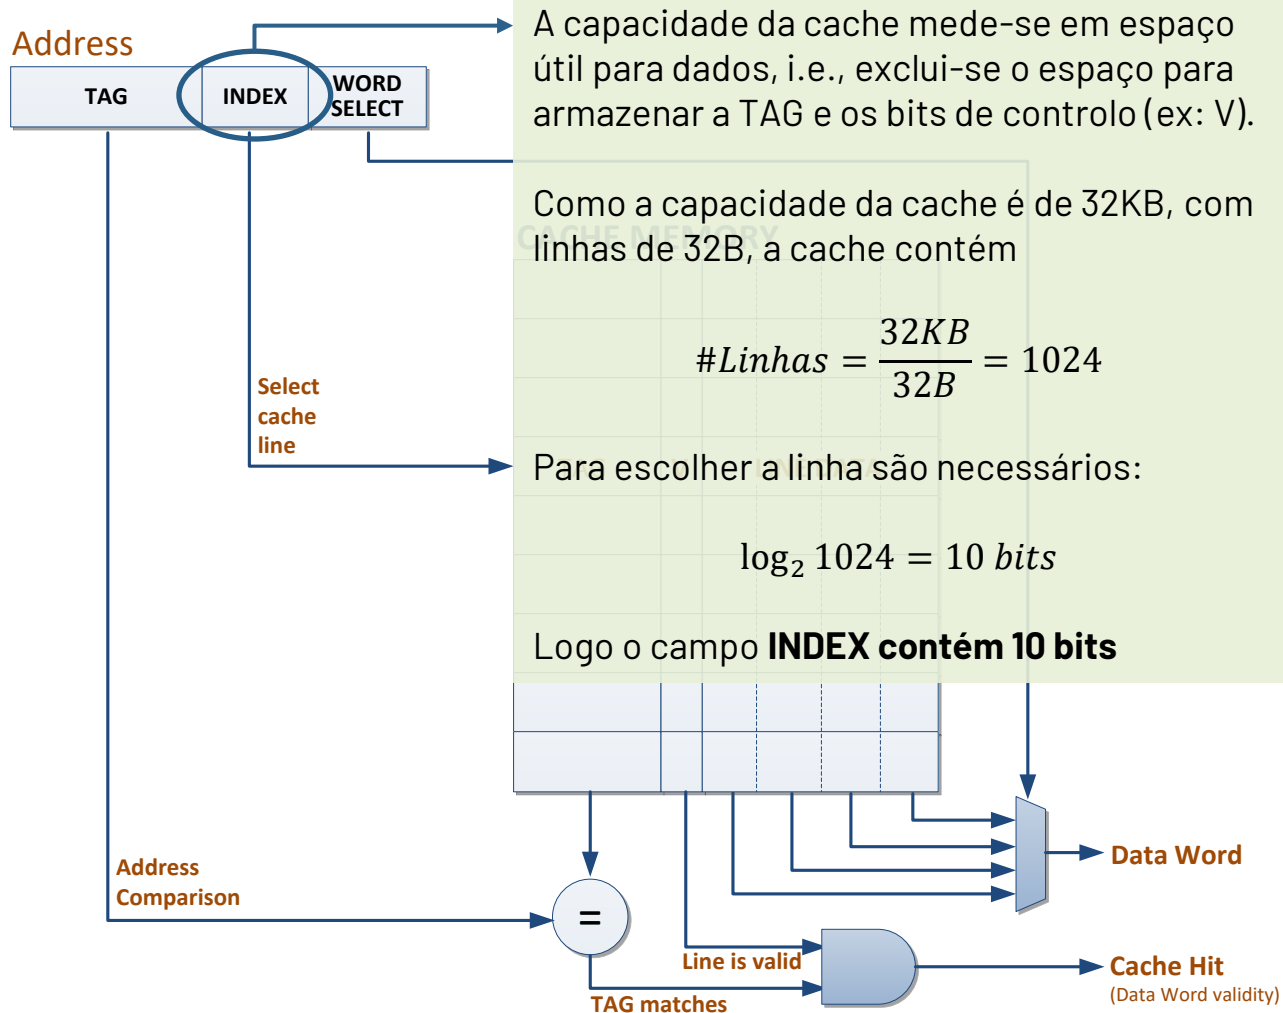 Address
TAG
INDEX
WORD
SELECT
A capacidade da cache mede-se em espaço
útil para dados, i.e., exclui-se o espaço para
armazenar a TAG e os bits de controlo (ex: V).
Como a capacidade da cache é de 32KB, com
CACHE MEMORY
linhas de 32B, a cache contém
#Linhas = 32KB / 32B = 1024
Select
cache
line
Para escolher a linha são necessários:
log₂ 1024 = 10 bits
Logo o campo INDEX contém 10 bits
Data Word
Address
Comparison
=
Line is valid
TAG matches
Cache Hit
(Data Word validity)